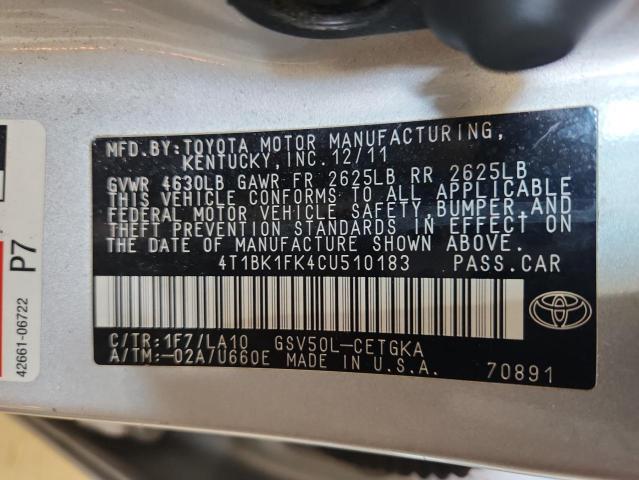 MFD.BY:TOYOTA MOTOR MANUFACTURING,
KENTUCKY,INC.12/11
GVWR 4630LB GAWR FR 2625LB RR 2625LB
THIS VEHICLE CONFORMS TO ALL APPLICABLE
FEDERAL MOTOR VEHICLE SAFETY,BUMPER,AND
THEFT PREVENTION STANDARDS IN EFFECT ON
THE DATE OF MANUFACTURE SHOWN ABOVE.
4T1BK1FK4CU510183 PASS.CAR
C/TR:1F7/LA10 GSV50L-CETGKA
A/TM:-02A/U660E MADE IN U.S.A.
70891
P7
42661-06722